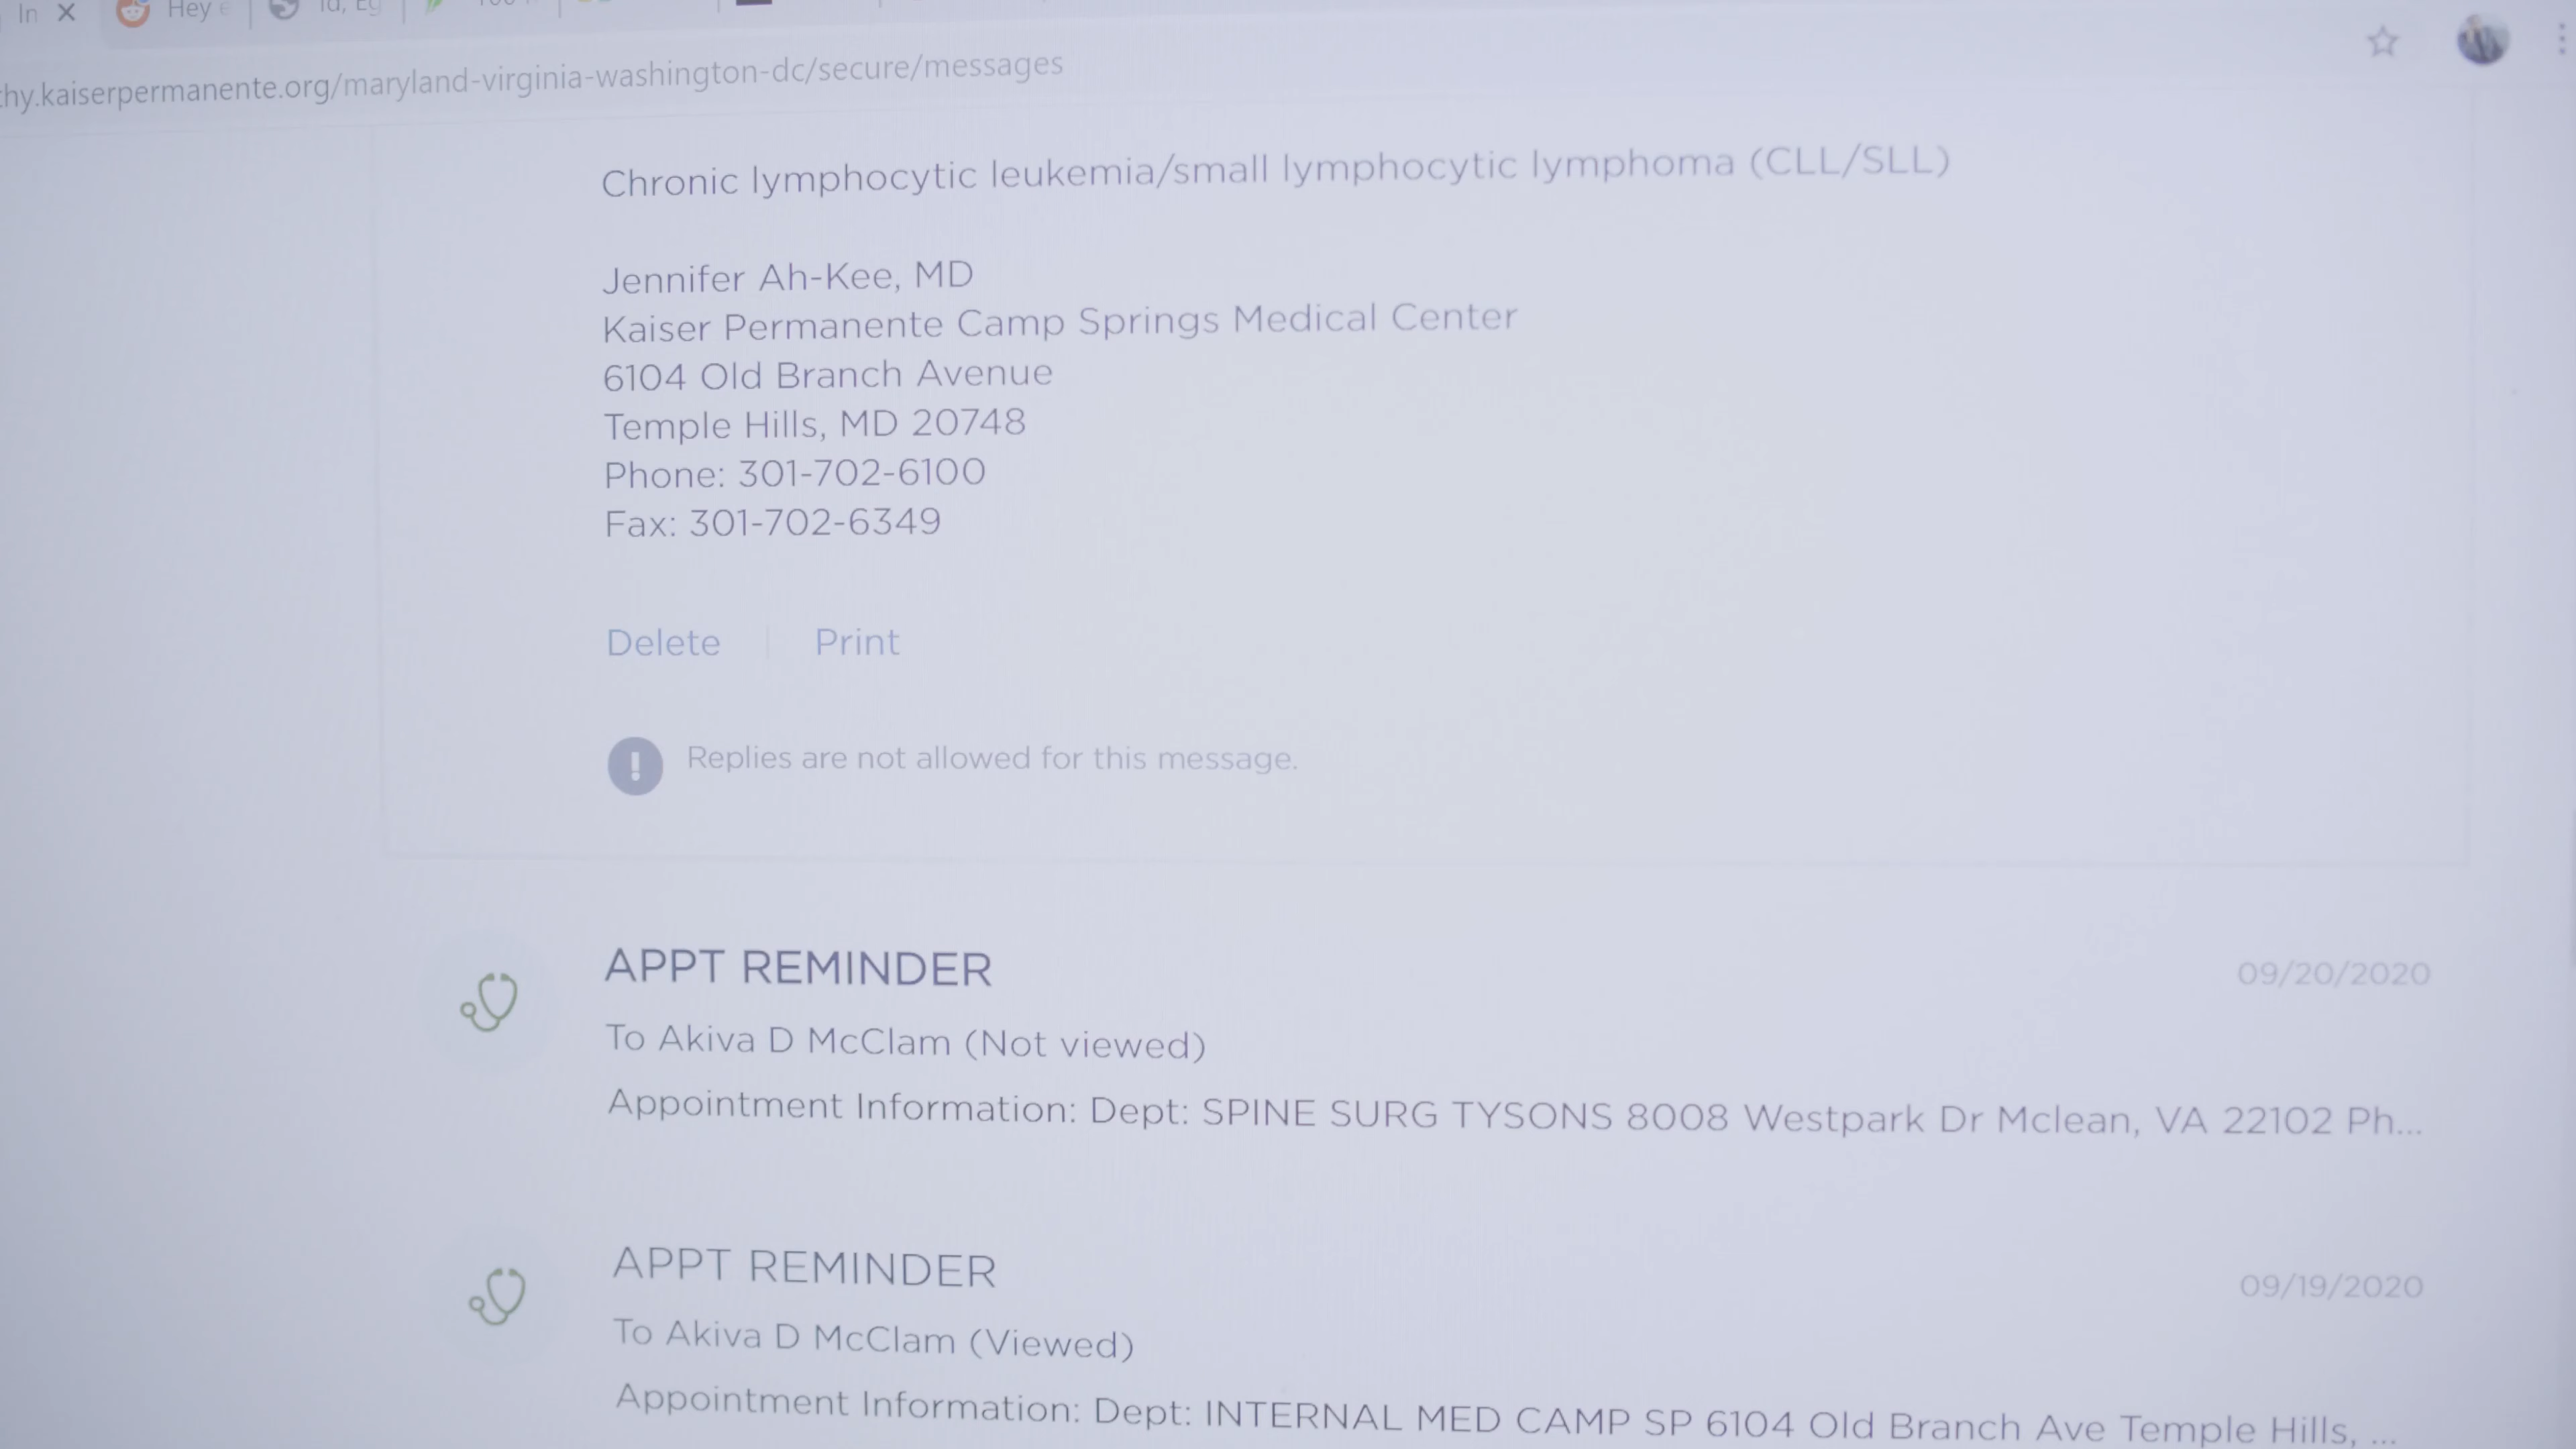 In
Hey
hy.kaiserpermanente.org/maryland-virginia-washington-dc/secure/messages
Chronic lymphocytic leukemia/small lymphocytic lymphoma (CLL/SLL)
Jennifer Ah-Kee, MD
Kaiser Permanente Camp Springs Medical Center
6104 Old Branch Avenue
Temple Hills, MD 20748
Phone: 301-702-6100
Fax: 301-702-6349
Delete Print
! Replies are not allowed for this message.
APPT REMINDER 09/20/2020
To Akiva D McClam (Not viewed)
Appointment Information: Dept: SPINE SURG TYSONS 8008 Westpark Dr Mclean, VA 22102 Ph...
APPT REMINDER 09/19/2020
To Akiva D McClam (Viewed)
Appointment Information: Dept: INTERNAL MED CAMP SP 6104 Old Branch Ave Temple Hills, ...